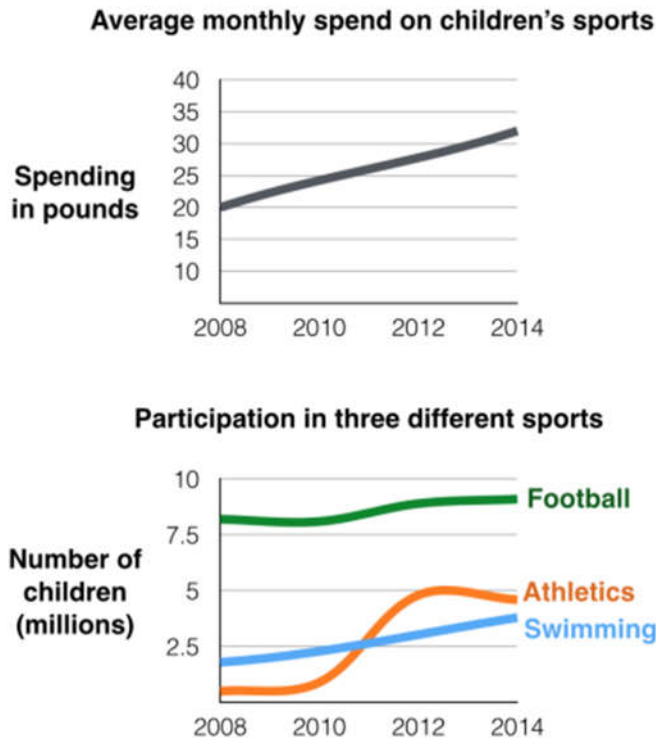 Average monthly spend on children's sports
40
35
30
25
20
15
10
Spending
in pounds
2008 2010 2012 2014
Participation in three different sports
10
7.5
5
2.5
Number of
children
(millions)
Football
Athletics
Swimming
2008 2010 2012 2014